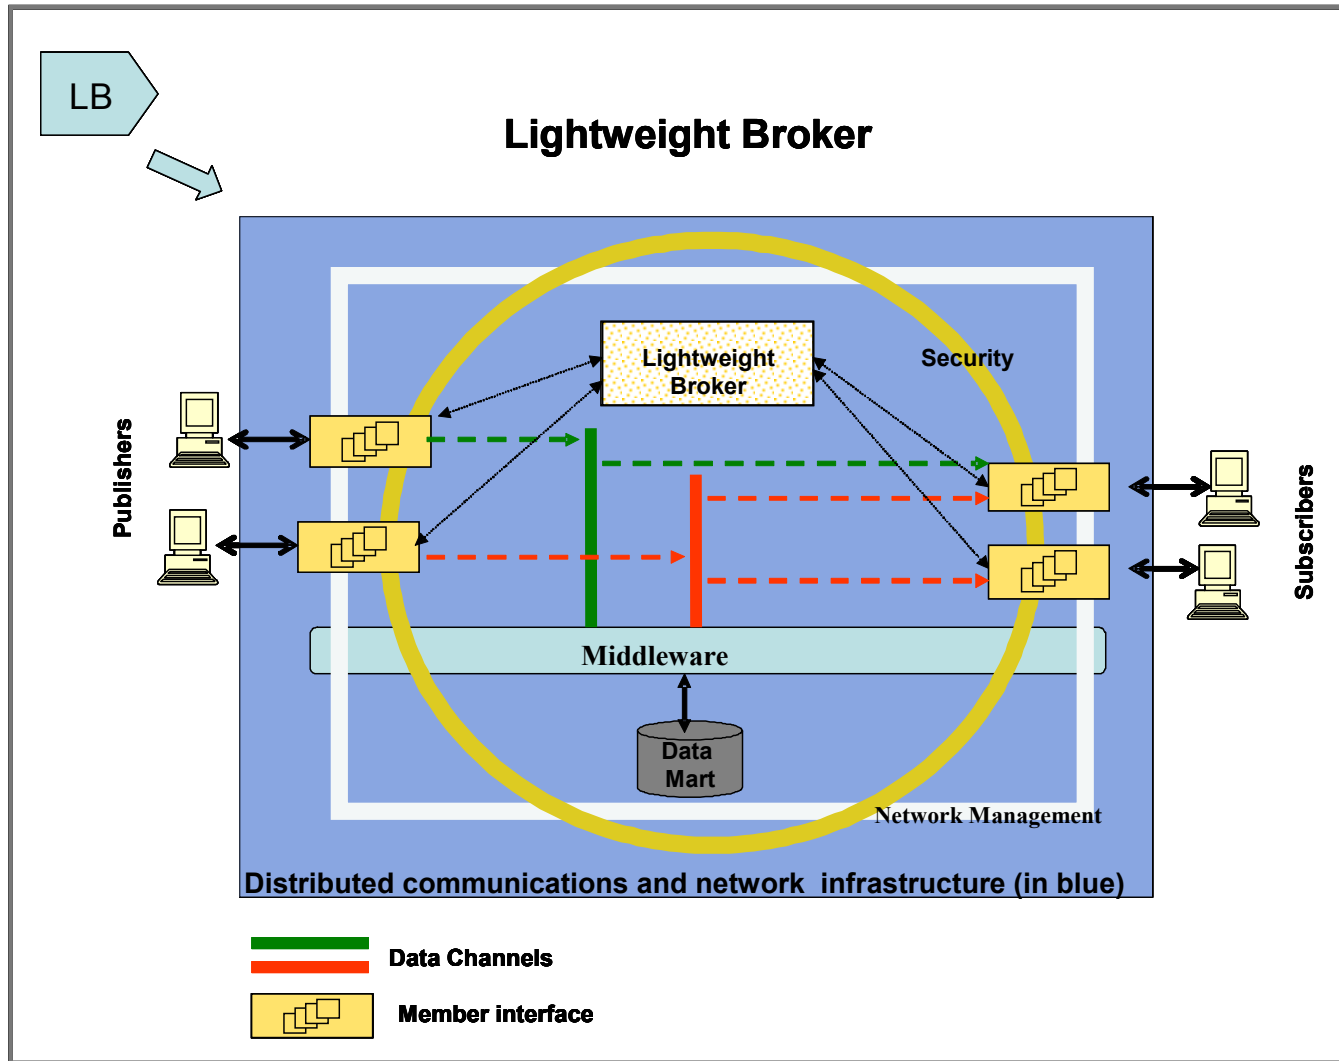 LB
Lightweight Broker
Lightweight
Broker
Security
Publishers
Subscribers
Middleware
Data
Mart
Network Management
Distributed communications and network infrastructure (in blue)
Data Channels
Member interface